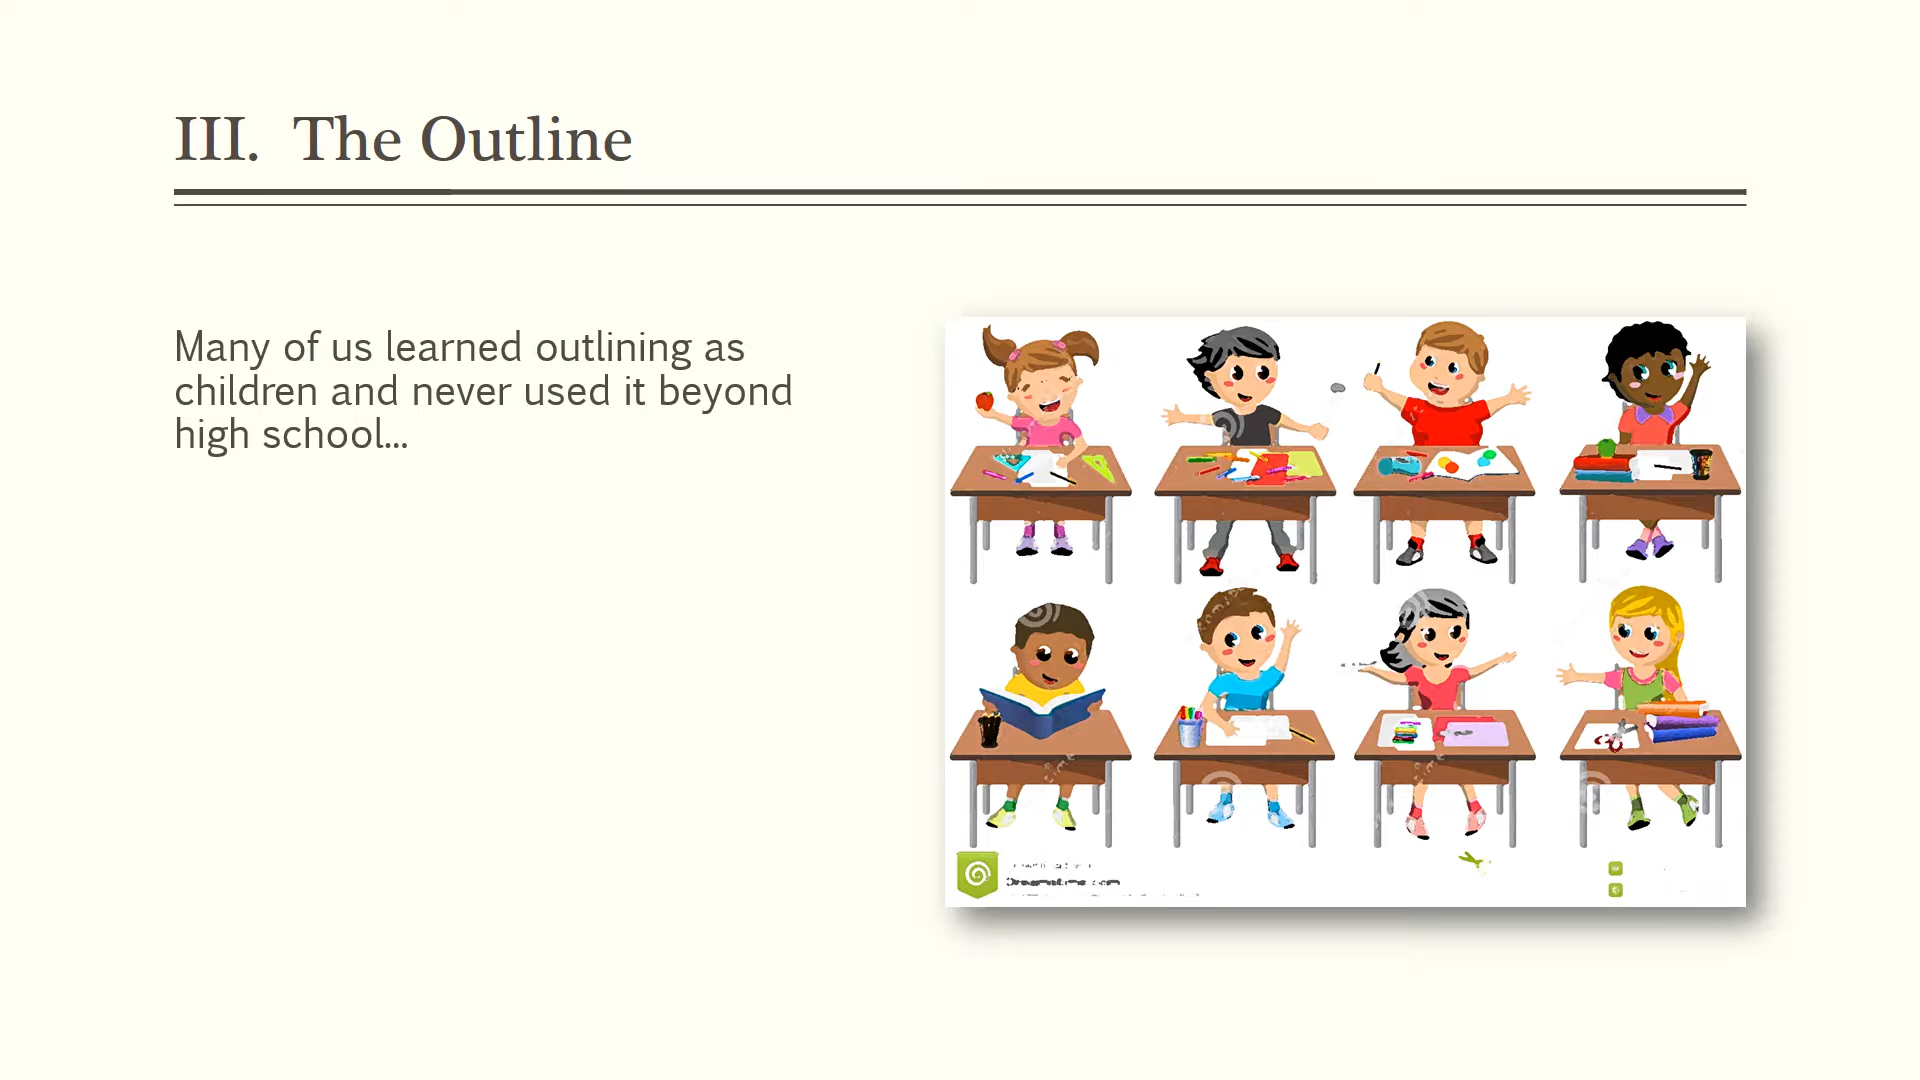 III.  The Outline
Many of us learned outlining as
children and never used it beyond
high school...